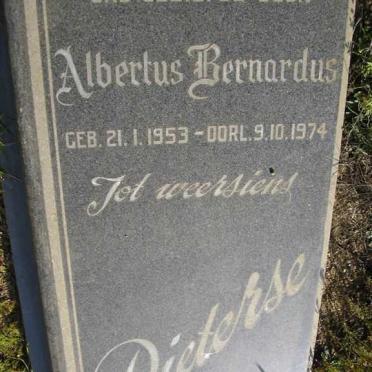 Albertus Bernardus
GEB. 21. 1. 1953 – OORL. 9. 10. 1974
Tot weersiens
Pieterse